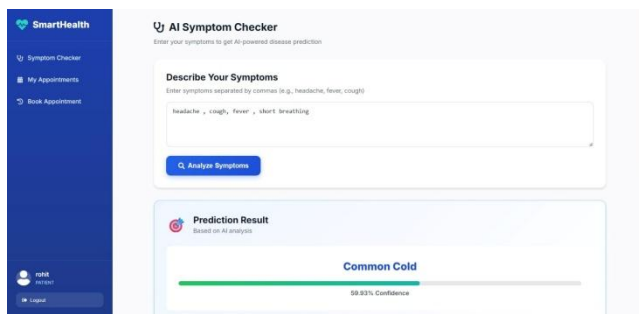 SmartHealth
Symptom Checker
My Appointments
Book Appointment
rohit
PATIENT
Logout
AI Symptom Checker
Enter your symptoms to get AI-powered disease prediction
Describe Your Symptoms
Enter symptoms separated by commas (e.g., headache, fever, cough)
headache , cough, fever , short breathing
Analyze Symptoms
Prediction Result
Based on AI analysis
Common Cold
59.93% Confidence